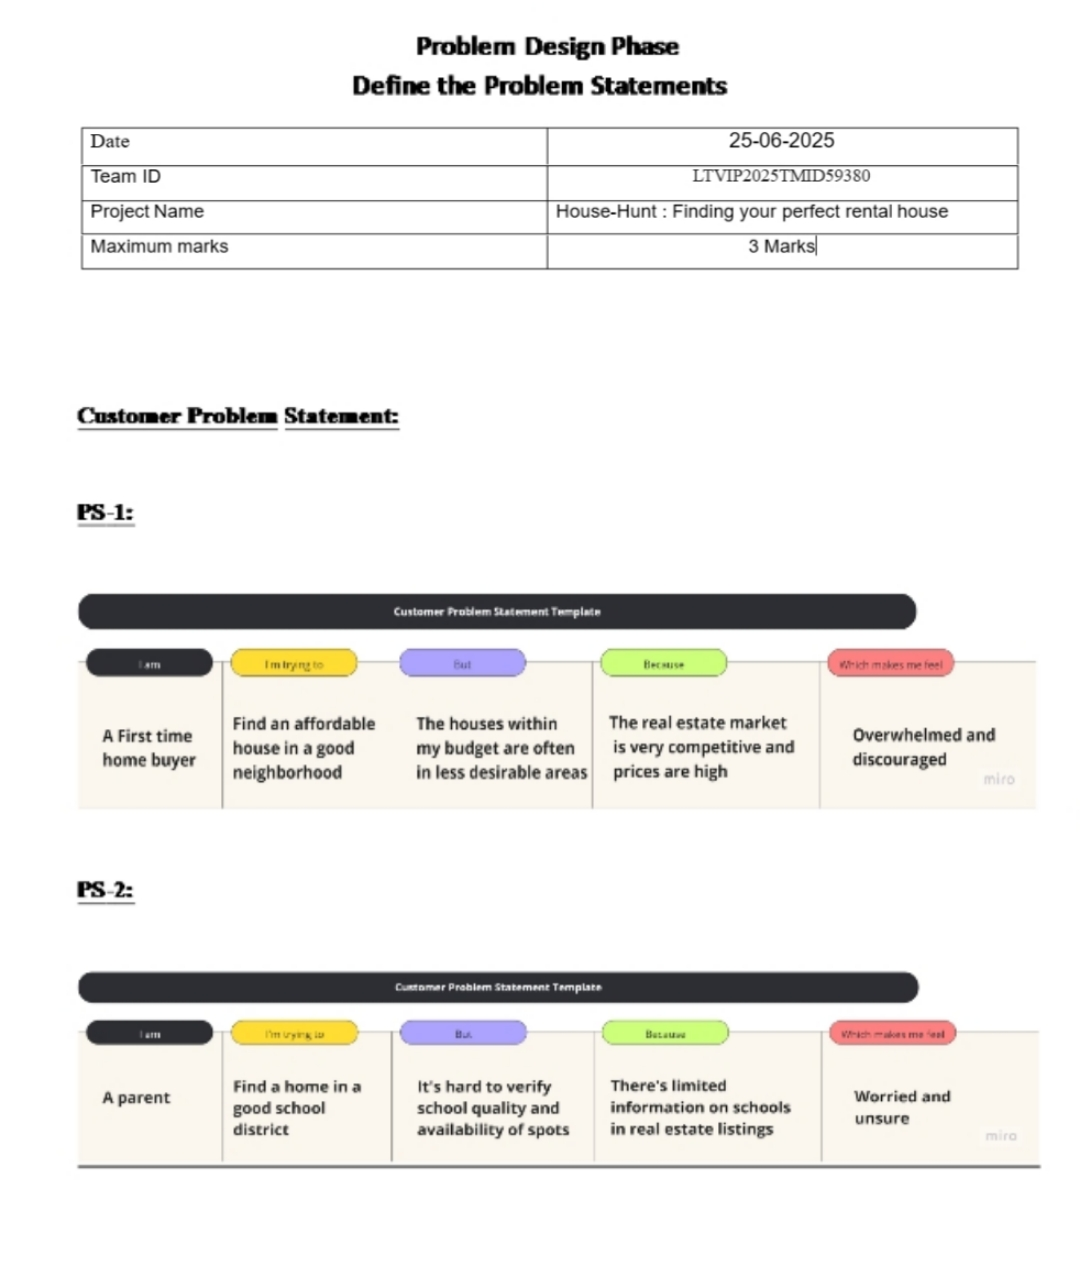 Problem Design Phase
Define the Problem Statements
Date
25-06-2025
Team ID
LTVIP2025TMID59380
Project Name
House-Hunt : Finding your perfect rental house
Maximum marks
3 Marks
Customer Problem Statement:
PS-1:
Customer Problem Statement Template
I am
I'm trying to
But
Because
Which makes me feel
A First time
home buyer
Find an affordable
house in a good
neighborhood
The houses within
my budget are often
in less desirable areas
The real estate market
is very competitive and
prices are high
Overwhelmed and
discouraged
miro
PS-2:
Customer Problem Statement Template
I am
I'm trying to
But
Because
Which makes me feel
A parent
Find a home in a
good school
district
It's hard to verify
school quality and
availability of spots
There's limited
information on schools
in real estate listings
Worried and
unsure
miro